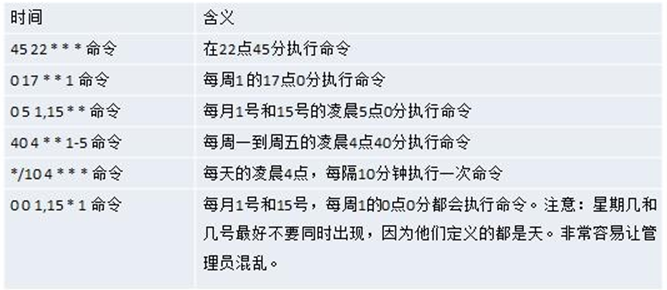 时间 含义
45 22 * * * 命令 在22点45分执行命令
0 17 * * 1 命令 每周1的17点0分执行命令
0 5 1,15 * * 命令 每月1号和15号的凌晨5点0分执行命令
40 4 * * 1-5 命令 每周一到周五的凌晨4点40分执行命令
*/10 4 * * * 命令 每天的凌晨4点，每隔10分钟执行一次命令
0 0 1,15 * 1 命令 每月1号和15号，每周1的0点0分都会执行命令。注意：星期几和
几号最好不要同时出现，因为他们定义的都是天。非常容易让
管理员混乱。